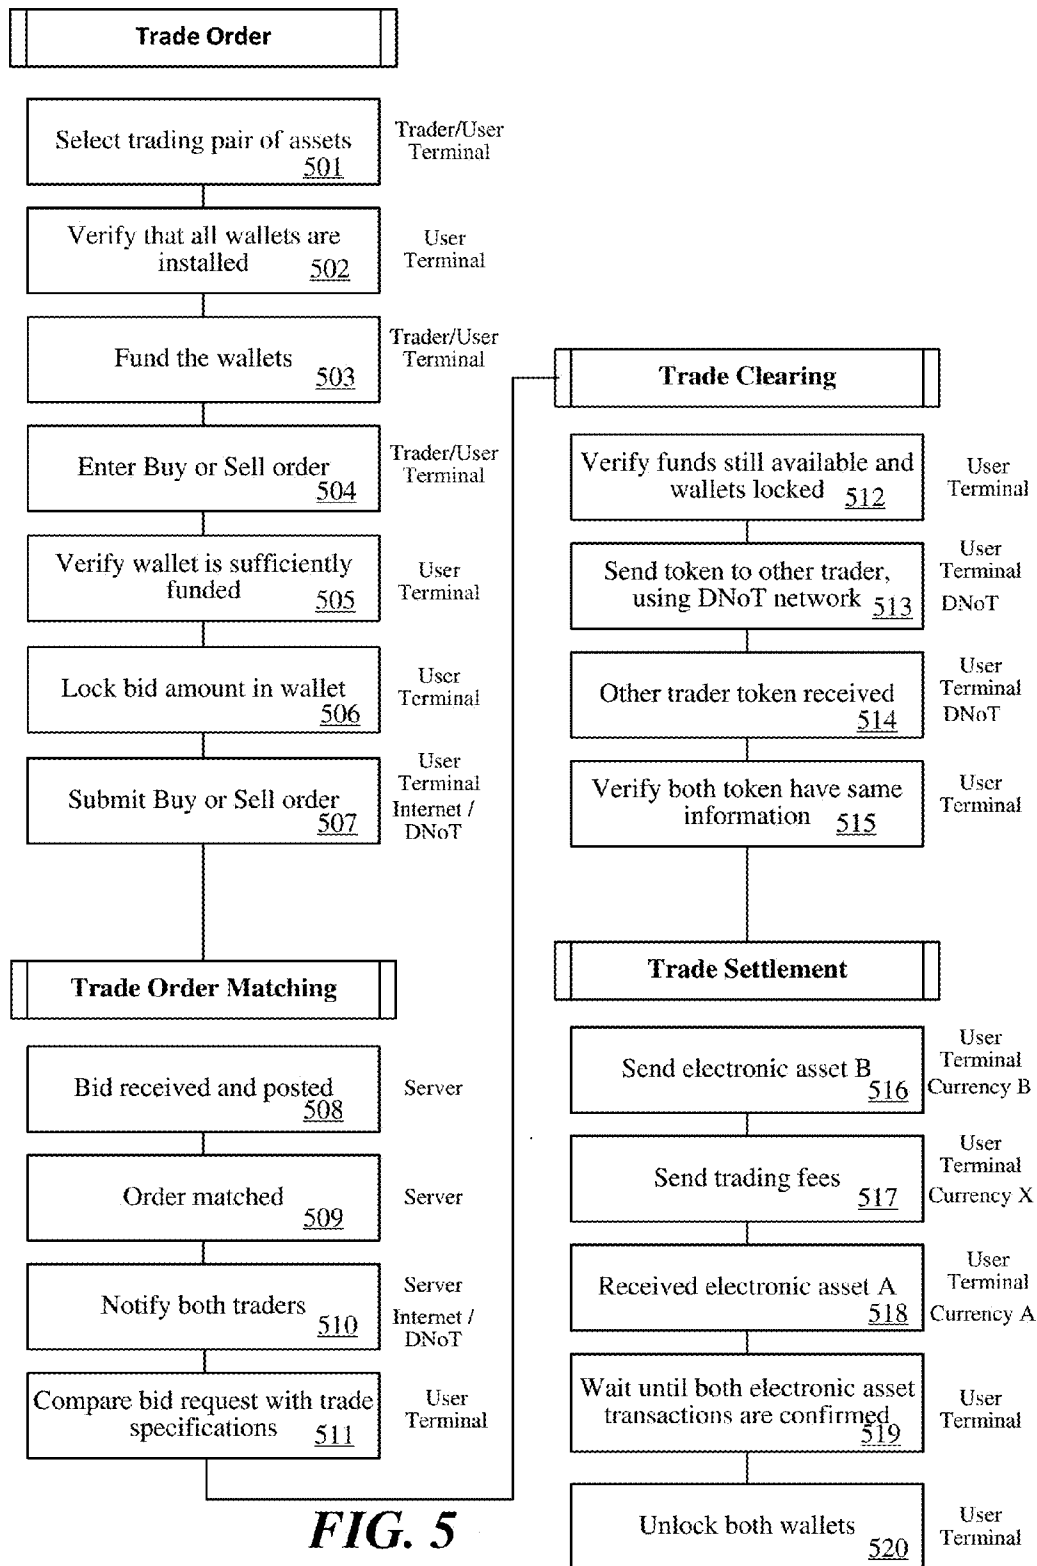 Trade Order
Select trading pair of assets
501
Trader/User
Terminal
Verify that all wallets are
installed 502
User
Terminal
Fund the wallets
503
Trader/User
Terminal
Enter Buy or Sell order
504
Trader/User
Terminal
Verify wallet is sufficiently
funded 505
User
Terminal
Lock bid amount in wallet
506
User
Terminal
Submit Buy or Sell order
507
User
Terminal
Internet /
DNoT
Trade Order Matching
Bid received and posted
508
Server
Order matched
509
Server
Notify both traders
510
Server
Internet /
DNoT
Compare bid request with trade
specifications 511
User
Terminal
Trade Clearing
Verify funds still available and
wallets locked 512
User
Terminal
Send token to other trader,
using DNoT network 513
User
Terminal
DNoT
Other trader token received
514
User
Terminal
DNoT
Verify both token have same
information 515
User
Terminal
Trade Settlement
Send electronic asset B
516
User
Terminal
Currency B
Send trading fees
517
User
Terminal
Currency X
Received electronic asset A
518
User
Terminal
Currency A
Wait until both electronic asset
transactions are confirmed
519
User
Terminal
Unlock both wallets
520
User
Terminal
FIG. 5